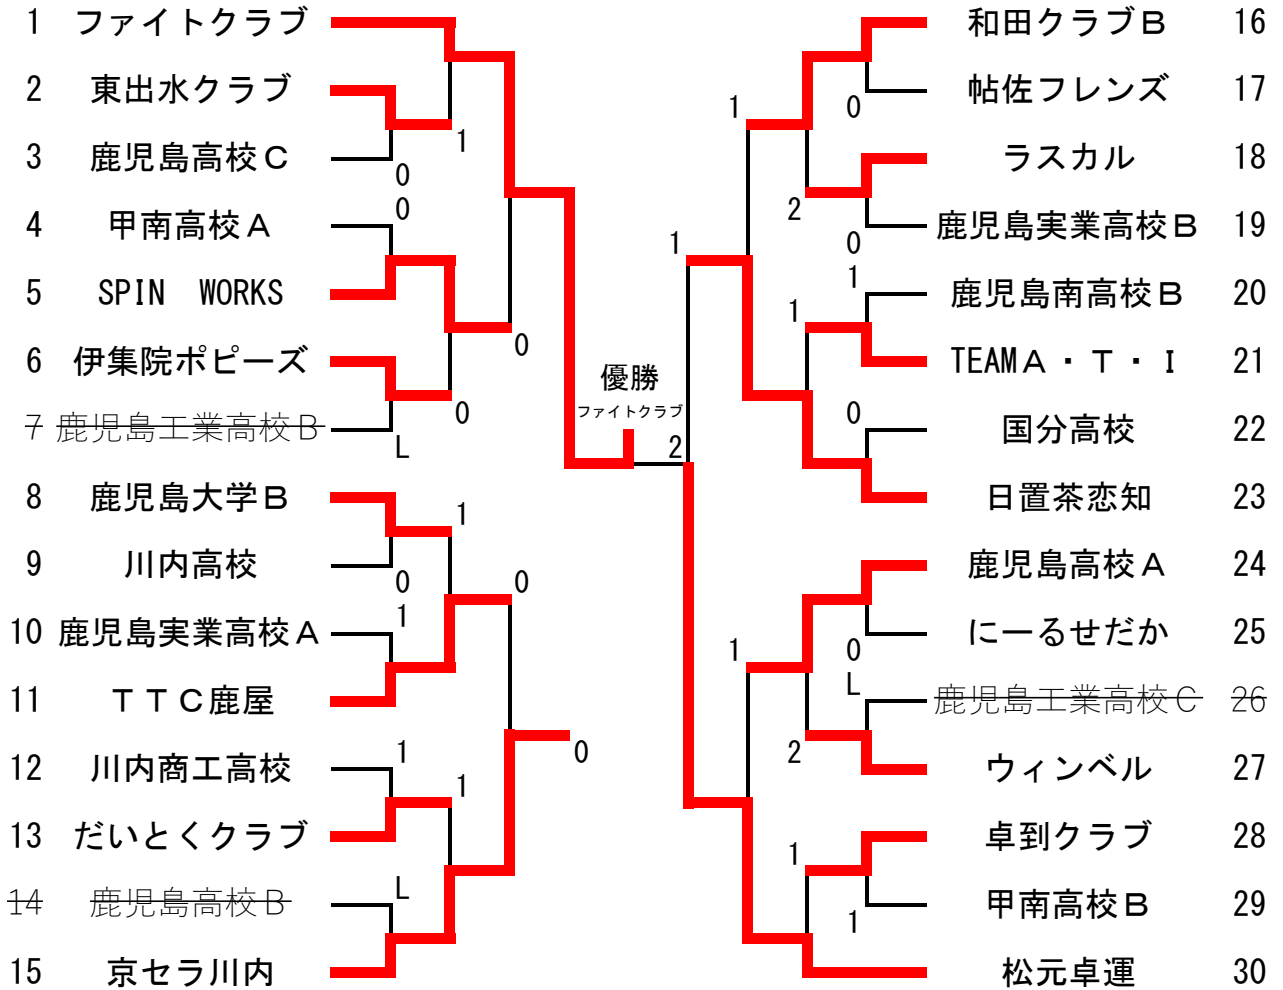 1 ファイトクラブ
2 東出水クラブ
3 鹿児島高校C
4 甲南高校A
5 SPIN WORKS
6 伊集院ポピーズ
7 鹿児島工業高校B
8 鹿児島大学B
9 川内高校
10 鹿児島実業高校A
11 TTC鹿屋
12 川内商工高校
13 だいとくクラブ
14 鹿児島高校B
15 京セラ川内
1
0
0
0
0
L
1
0
0
1
1
1
0
L
優勝
ファイトクラブ
2
1
1
0
2
0
1
1
0
1
0
L
2
1
1
和田クラブB 16
帖佐フレンズ 17
ラスカル 18
鹿児島実業高校B 19
鹿児島南高校B 20
TEAMA・T・I 21
国分高校 22
日置茶恋知 23
鹿児島高校A 24
にーるせだか 25
鹿児島工業高校C 26
ウィンベル 27
卓到クラブ 28
甲南高校B 29
松元卓運 30